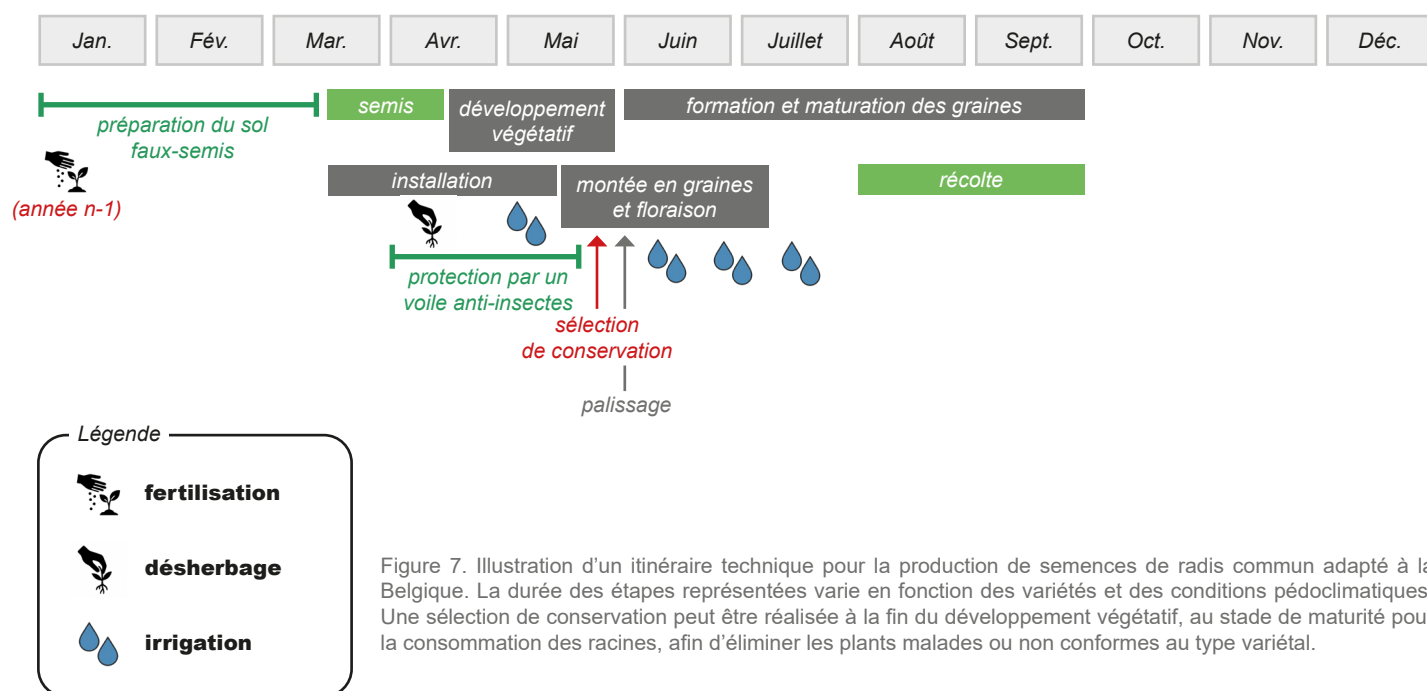 Jan. Fév. Mar. Avr. Mai Juin Juillet Août Sept. Oct. Nov. Déc.
semis
développement
végétatif
formation et maturation des graines
préparation du sol
faux-semis
(année n-1)
installation
montée en graines
et floraison
récolte
protection par un
voile anti-insectes
sélection
de conservation
palissage
Légende
fertilisation
désherbage
irrigation
Figure 7. Illustration d’un itinéraire technique pour la production de semences de radis commun adapté à la
Belgique. La durée des étapes représentées varie en fonction des variétés et des conditions pédoclimatiques
Une sélection de conservation peut être réalisée à la fin du développement végétatif, au stade de maturité pou
la consommation des racines, afin d’éliminer les plants malades ou non conformes au type variétal.